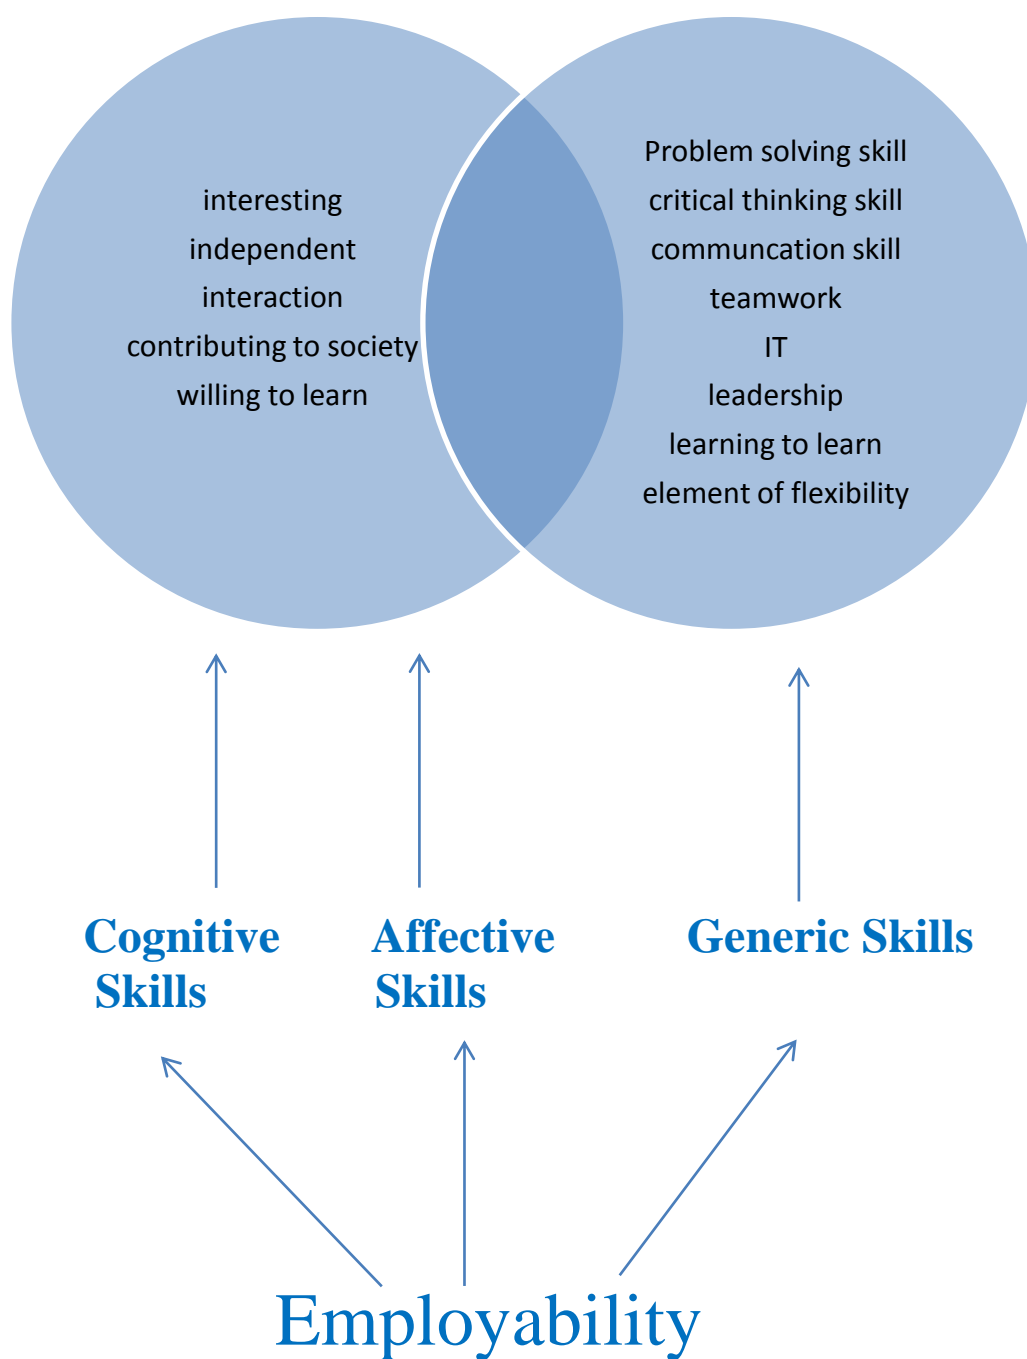 interesting
independent
interaction
contributing to society
willing to learn
Problem solving skill
critical thinking skill
communcation skill
teamwork
IT
leadership
learning to learn
element of flexibility
Cognitive
Skills
Affective
Skills
Generic Skills
Employability